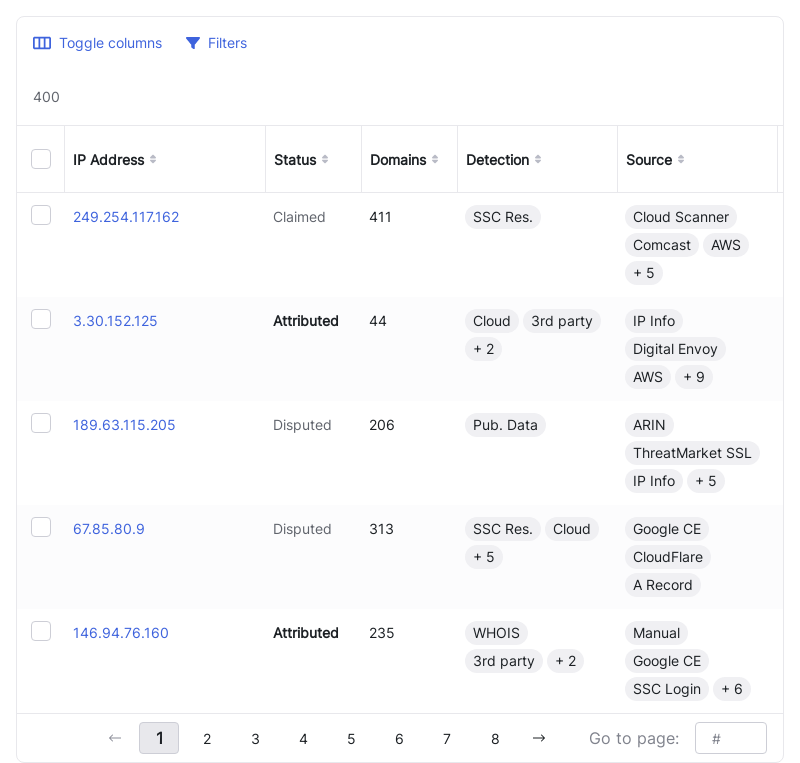 Toggle columns Filters
400
IP Address Status Domains Detection Source
249.254.117.162 Claimed 411 SSC Res. Cloud Scanner
Comcast AWS
+ 5
3.30.152.125 Attributed 44 Cloud 3rd party IP Info
+ 2 Digital Envoy
AWS + 9
189.63.115.205 Disputed 206 Pub. Data ARIN
ThreatMarket SSL
IP Info + 5
67.85.80.9 Disputed 313 SSC Res. Cloud Google CE
+ 5 CloudFlare
A Record
146.94.76.160 Attributed 235 WHOIS Manual
3rd party + 2 Google CE
SSC Login + 6
← 1 2 3 4 5 6 7 8 → Go to page: #